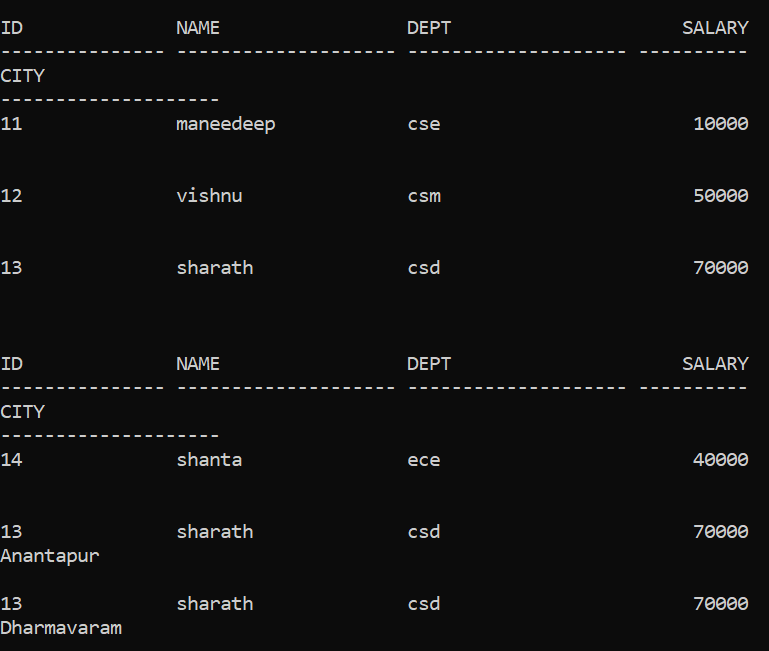 ID              NAME                 DEPT                     SALARY
--------------- -------------------- -------------------- ----------
CITY
--------------------
11              maneedeep            cse                       10000
12              vishnu               csm                       50000
13              sharath              csd                       70000
ID              NAME                 DEPT                     SALARY
--------------- -------------------- -------------------- ----------
CITY
--------------------
14              shanta               ece                       40000
13              sharath              csd                       70000
Anantapur
13              sharath              csd                       70000
Dharmavaram